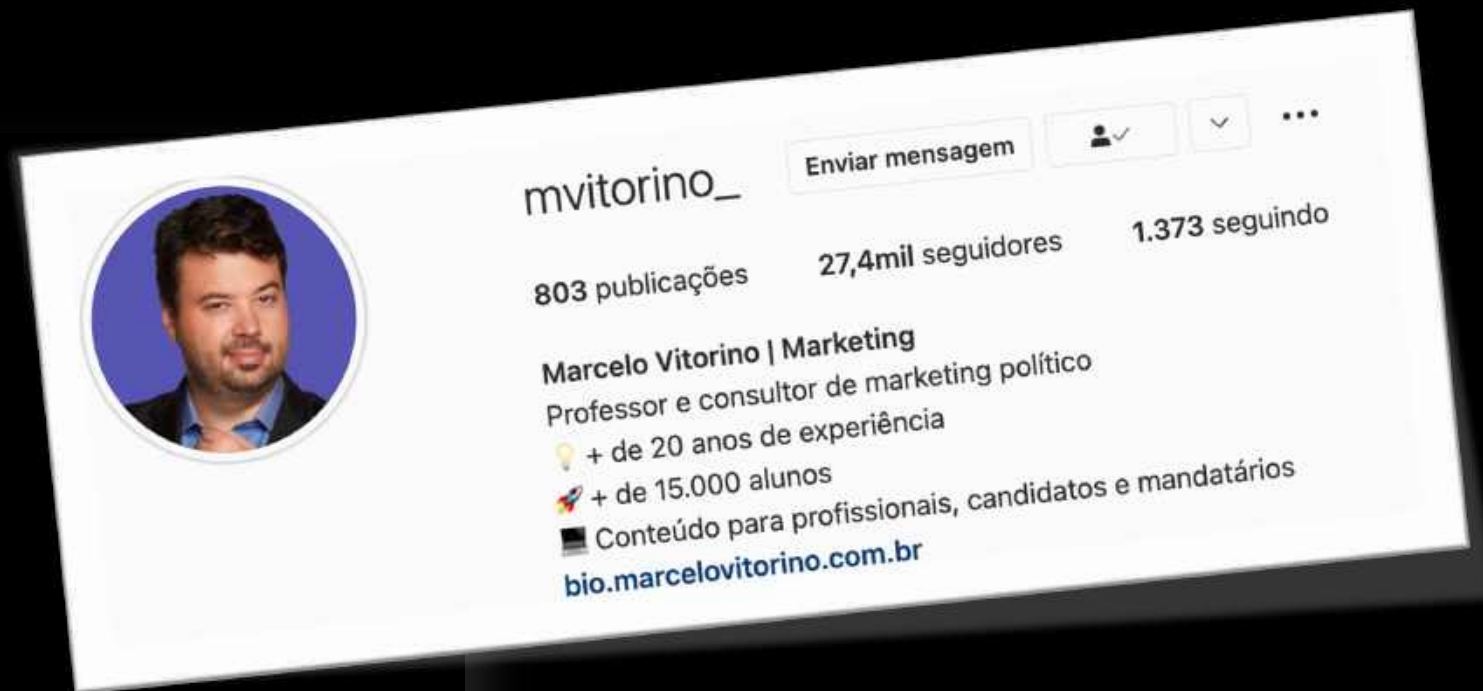 mvitorino_ Enviar mensagem
803 publicações 27,4mil seguidores 1.373 seguindo
Marcelo Vitorino | Marketing
Professor e consultor de marketing político
💡 + de 20 anos de experiência
🚀 + de 15.000 alunos
💻 Conteúdo para profissionais, candidatos e mandatários
bio.marcelovitorino.com.br